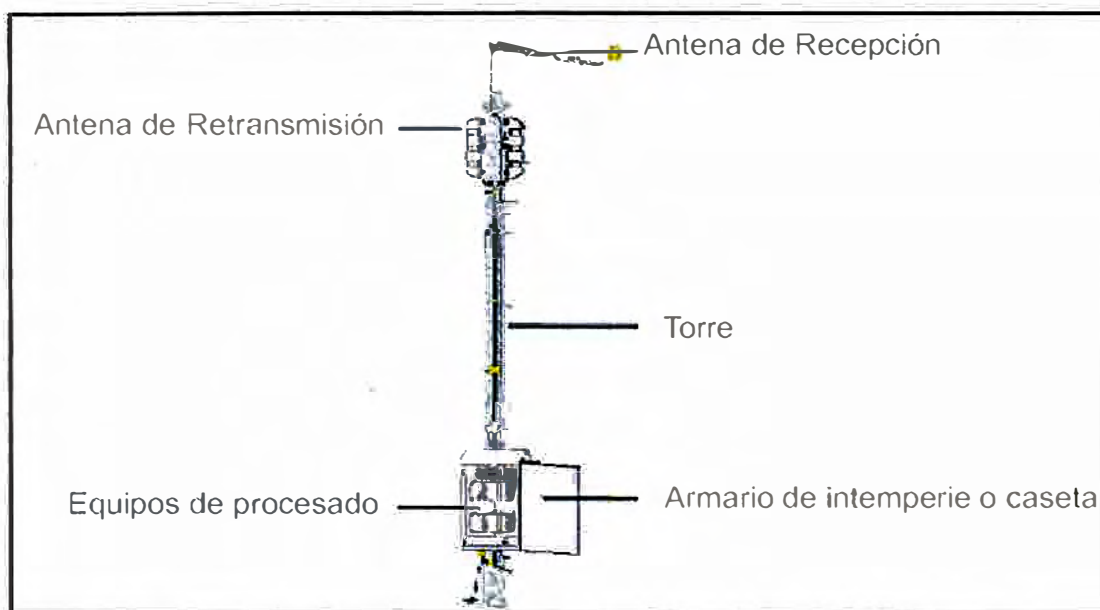 Antena de Recepción
Antena de Retransmisión
Torre
Equipos de procesado
Armario de intemperie o caseta